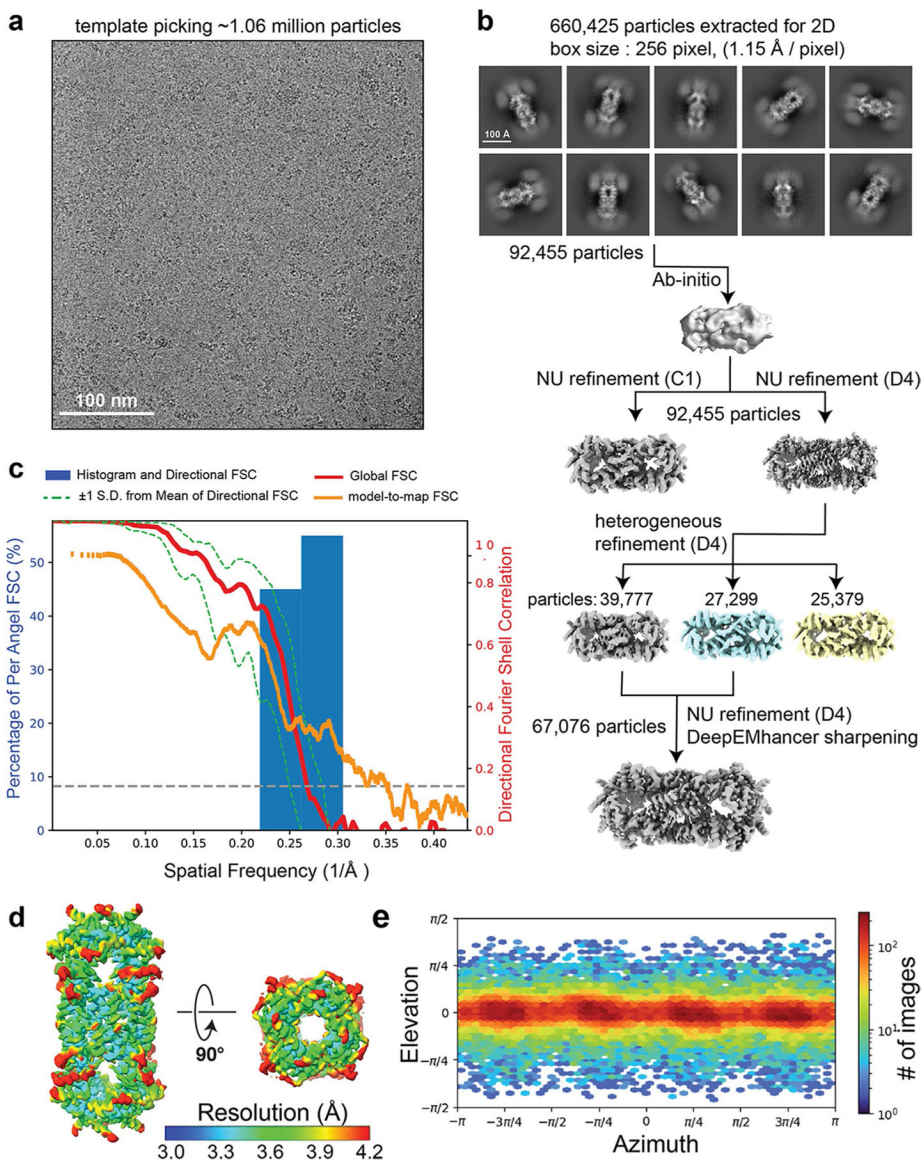 a
template picking ~1.06 million particles
100 nm
b
660,425 particles extracted for 2D
box size : 256 pixel, (1.15 Å / pixel)
100 Å
92,455 particles
Ab-initio
NU refinement (C1)
NU refinement (D4)
92,455 particles
heterogeneous
refinement (D4)
particles: 39,777
27,299
25,379
67,076 particles
NU refinement (D4)
DeepEMhancer sharpening
c
Histogram and Directional FSC
Global FSC
±1 S.D. from Mean of Directional FSC
model-to-map FSC
Percentage of Per Angel FSC (%)
50
40
30
20
10
0
1 0
0.8
0.6
0.4
0.2
0.0
Directional Fourier Shell Correlation
0.05 0.10 0.15 0.20 0.25 0.30 0.35 0.40
Spatial Frequency (1/Å )
d
90°
Resolution (Å)
3.0 3.3 3.6 3.9 4.2
e
Elevation
π/2
π/4
0
−π/4
−π/2
−π −3π/4 −π/2 −π/4 0 π/4 π/2 3π/4 π
Azimuth
10²
10¹
10⁰
# of images